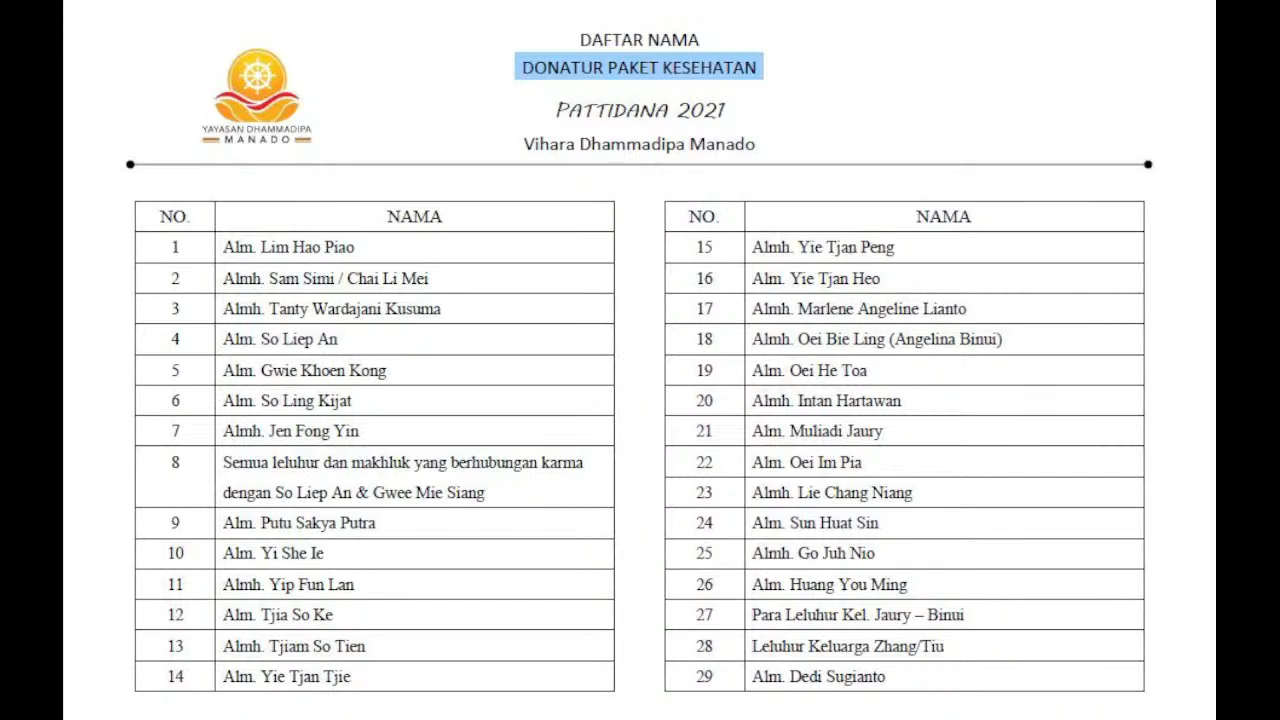 DAFTAR NAMA
DONATUR PAKET KESEHATAN
PATTIDANA 2021
Vihara Dhammadipa Manado
YAYASAN DHAMMADIPA
MANADO
NO. NAMA
1 Alm. Lim Hao Piao
2 Almh. Sam Simi / Chai Li Mei
3 Almh. Tanty Wardajani Kusuma
4 Alm. So Liep An
5 Alm. Gwie Khoen Kong
6 Alm. So Ling Kijat
7 Almh. Jen Fong Yin
8 Semua leluhur dan makhluk yang berhubungan karma
dengan So Liep An & Gwee Mie Siang
9 Alm. Putu Sakya Putra
10 Alm. Yi She Ie
11 Almh. Yip Fun Lan
12 Alm. Tjia So Ke
13 Almh. Tjiam So Tien
14 Alm. Yie Tjan Tjie
NO. NAMA
15 Almh. Yie Tjan Peng
16 Alm. Yie Tjan Heo
17 Almh. Marlene Angeline Lianto
18 Almh. Oei Bie Ling (Angelina Binui)
19 Alm. Oei He Toa
20 Almh. Intan Hartawan
21 Alm. Muliadi Jaury
22 Alm. Oei Im Pia
23 Almh. Lie Chang Niang
24 Alm. Sun Huat Sin
25 Almh. Go Juh Nio
26 Alm. Huang You Ming
27 Para Leluhur Kel. Jaury – Binui
28 Leluhur Keluarga Zhang/Tiu
29 Alm. Dedi Sugianto